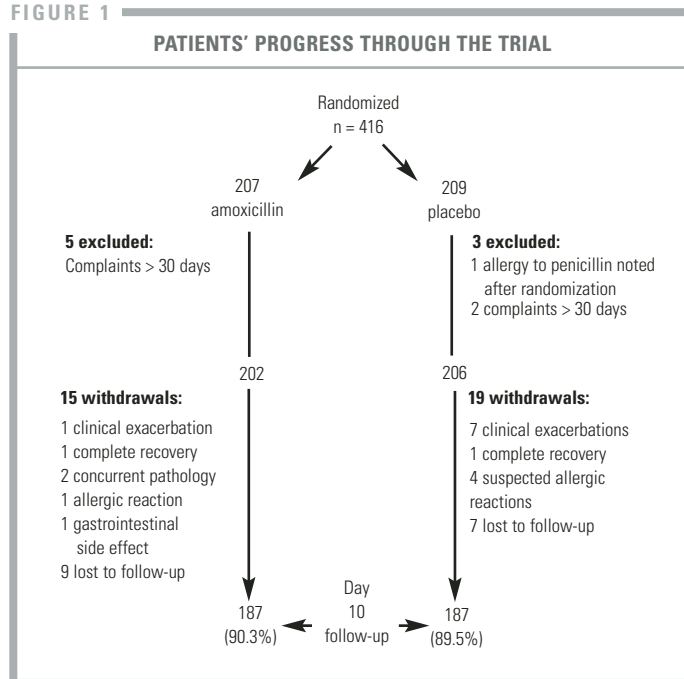 FIGURE 1
PATIENTS' PROGRESS THROUGH THE TRIAL
Randomized
n = 416
207
amoxicillin
209
placebo
5 excluded:
Complaints > 30 days
3 excluded:
1 allergy to penicillin noted
after randomization
2 complaints > 30 days
202
206
15 withdrawals:
1 clinical exacerbation
1 complete recovery
2 concurrent pathology
1 allergic reaction
1 gastrointestinal
side effect
9 lost to follow-up
19 withdrawals:
7 clinical exacerbations
1 complete recovery
4 suspected allergic
reactions
7 lost to follow-up
187
(90.3%)
Day
10
follow-up
187
(89.5%)